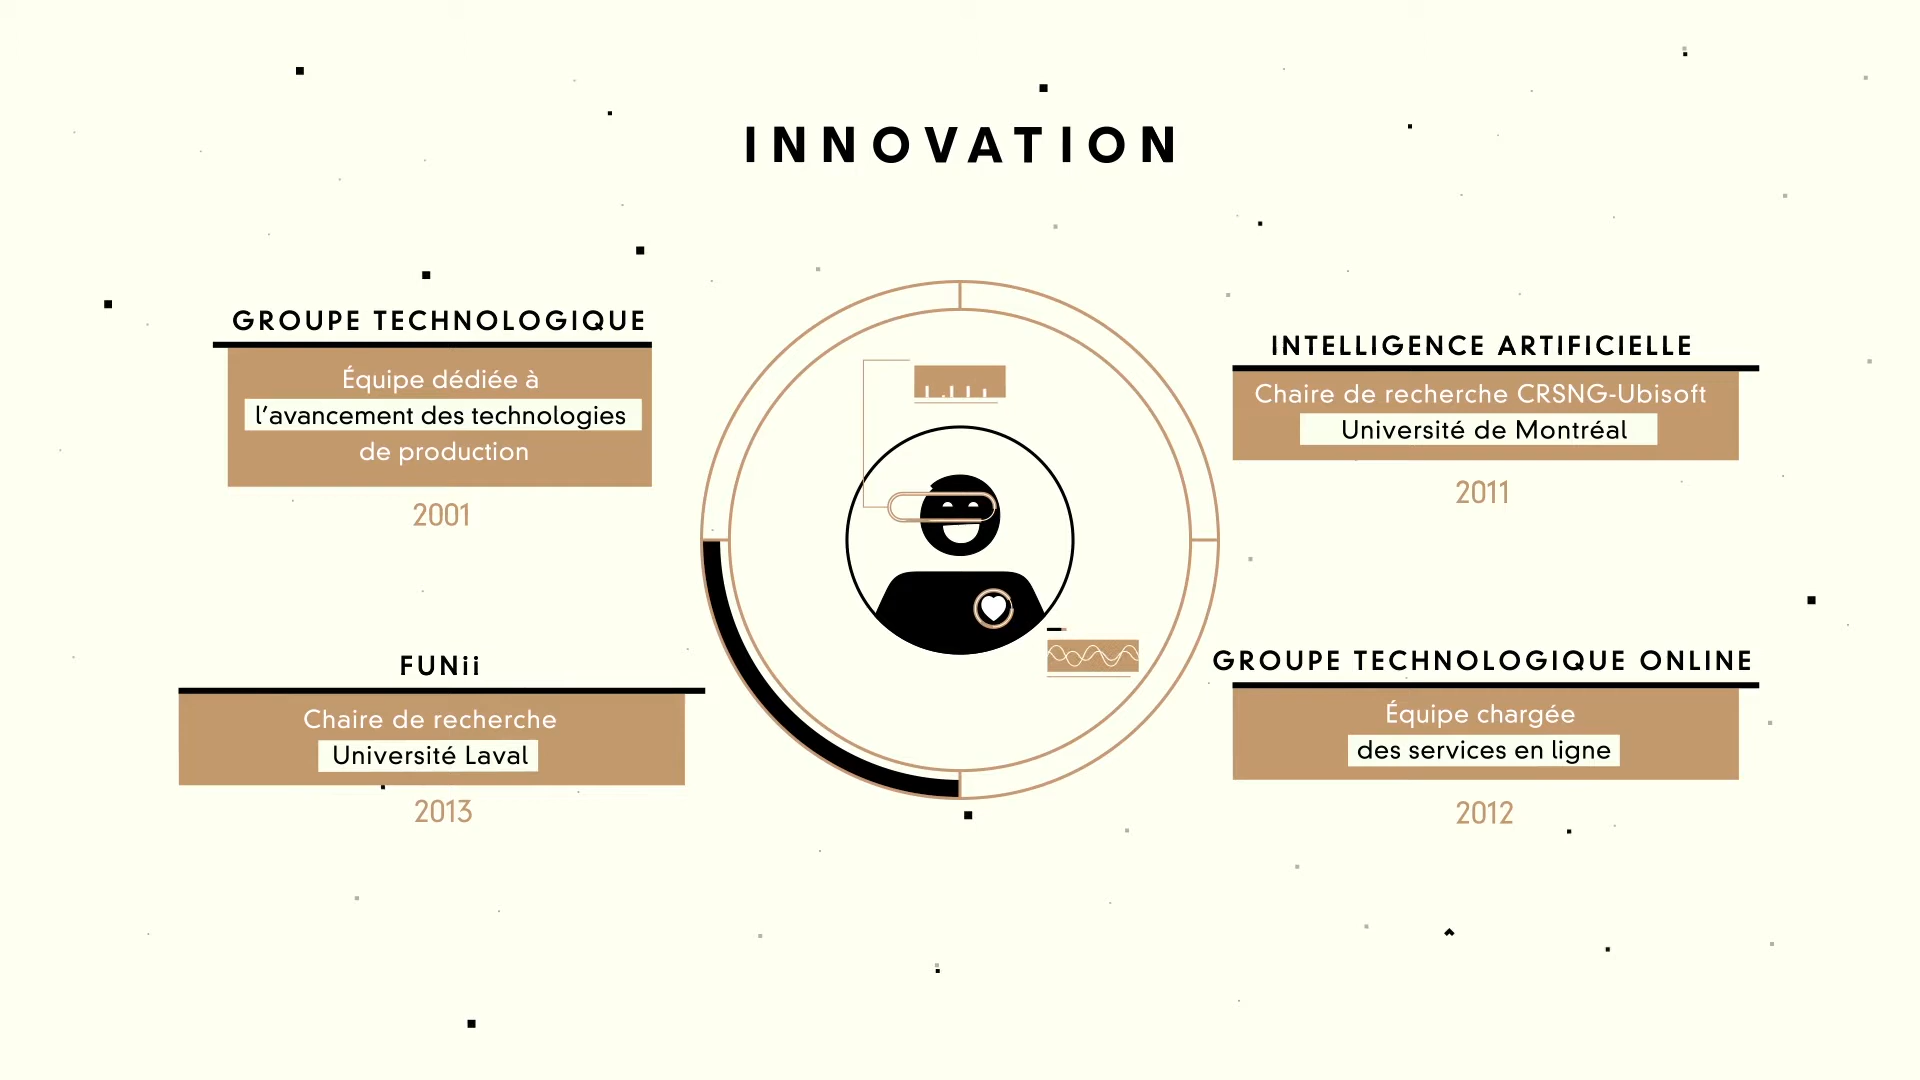 INNOVATION
GROUPE TECHNOLOGIQUE
Équipe dédiée à
l'avancement des technologies
de production
2001
INTELLIGENCE ARTIFICIELLE
Chaire de recherche CRSNG-Ubisoft
Université de Montréal
2011
FUNii
Chaire de recherche
Université Laval
2013
GROUPE TECHNOLOGIQUE ONLINE
Équipe chargée
des services en ligne
2012